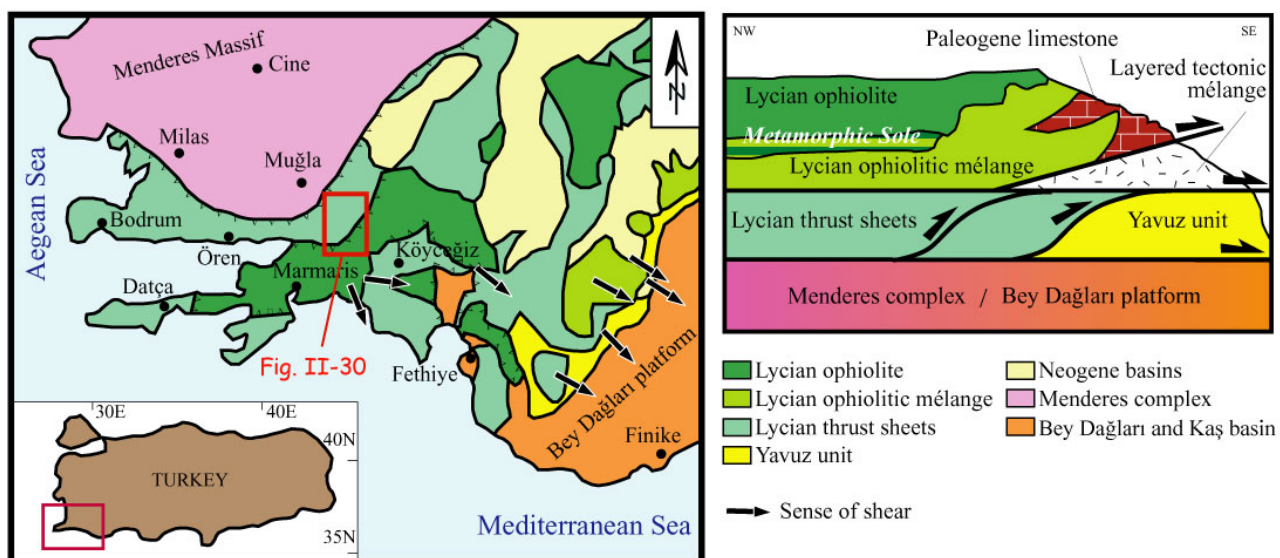 Menderes Massif
Cine
Milas
Muğla
Aegean Sea
Bodrum
Ören
Köyceğiz
Marmaris
Datça
Fig. II-30
Fethiye
Bey Dağları platform
Finike
Mediterranean Sea
N
30E
40E
40N
TURKEY
35N
NW
SE
Paleogene limestone
Layered tectonic
mélange
Lycian ophiolite
Metamorphic Sole
Lycian ophiolitic mélange
Lycian thrust sheets
Yavuz unit
Menderes complex / Bey Dağları platform
Lycian ophiolite
Lycian ophiolitic mélange
Lycian thrust sheets
Yavuz unit
Neogene basins
Menderes complex
Bey Dağları and Kaş basin
Sense of shear